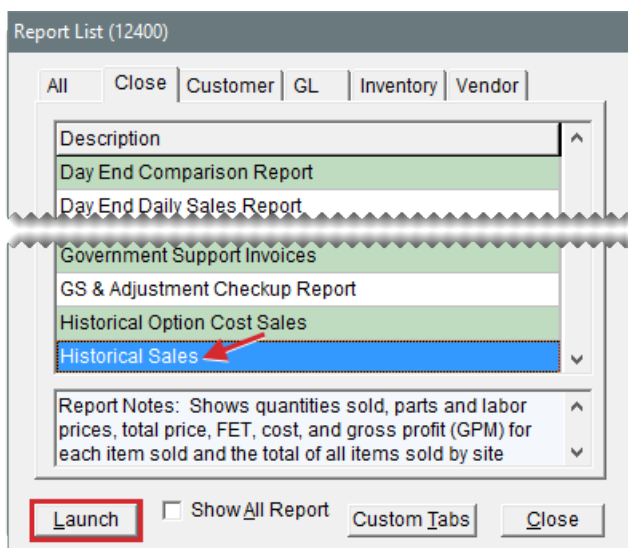 Report List (12400)
All Close Customer GL Inventory Vendor
Description
Day End Comparison Report
Day End Daily Sales Report
Government Support Invoices
GS & Adjustment Checkup Report
Historical Option Cost Sales
Historical Sales
Report Notes: Shows quantities sold, parts and labor
prices, total price, FET, cost, and gross profit (GPM) for
each item sold and the total of all items sold by site
Launch Show All Report Custom Tabs Close